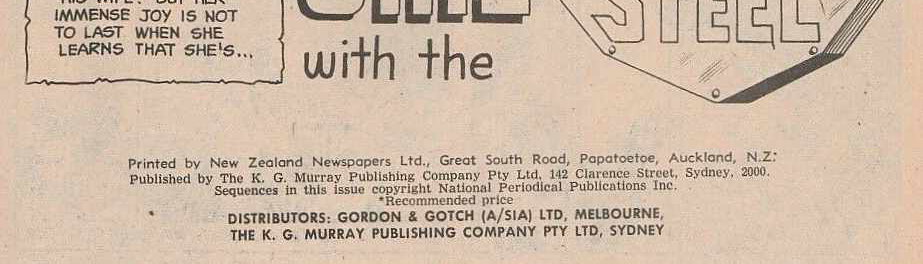 IMMENSE JOY IS NOT
TO LAST WHEN SHE
LEARNS THAT SHE'S...
with the
STEEL
Printed by New Zealand Newspapers Ltd., Great South Road, Papatoetoe, Auckland, N.Z.
Published by The K. G. Murray Publishing Company Pty Ltd, 142 Clarence Street, Sydney, 2000.
Sequences in this issue copyright National Periodical Publications Inc.
*Recommended price
DISTRIBUTORS: GORDON & GOTCH (A/SIA) LTD, MELBOURNE,
THE K. G. MURRAY PUBLISHING COMPANY PTY LTD, SYDNEY